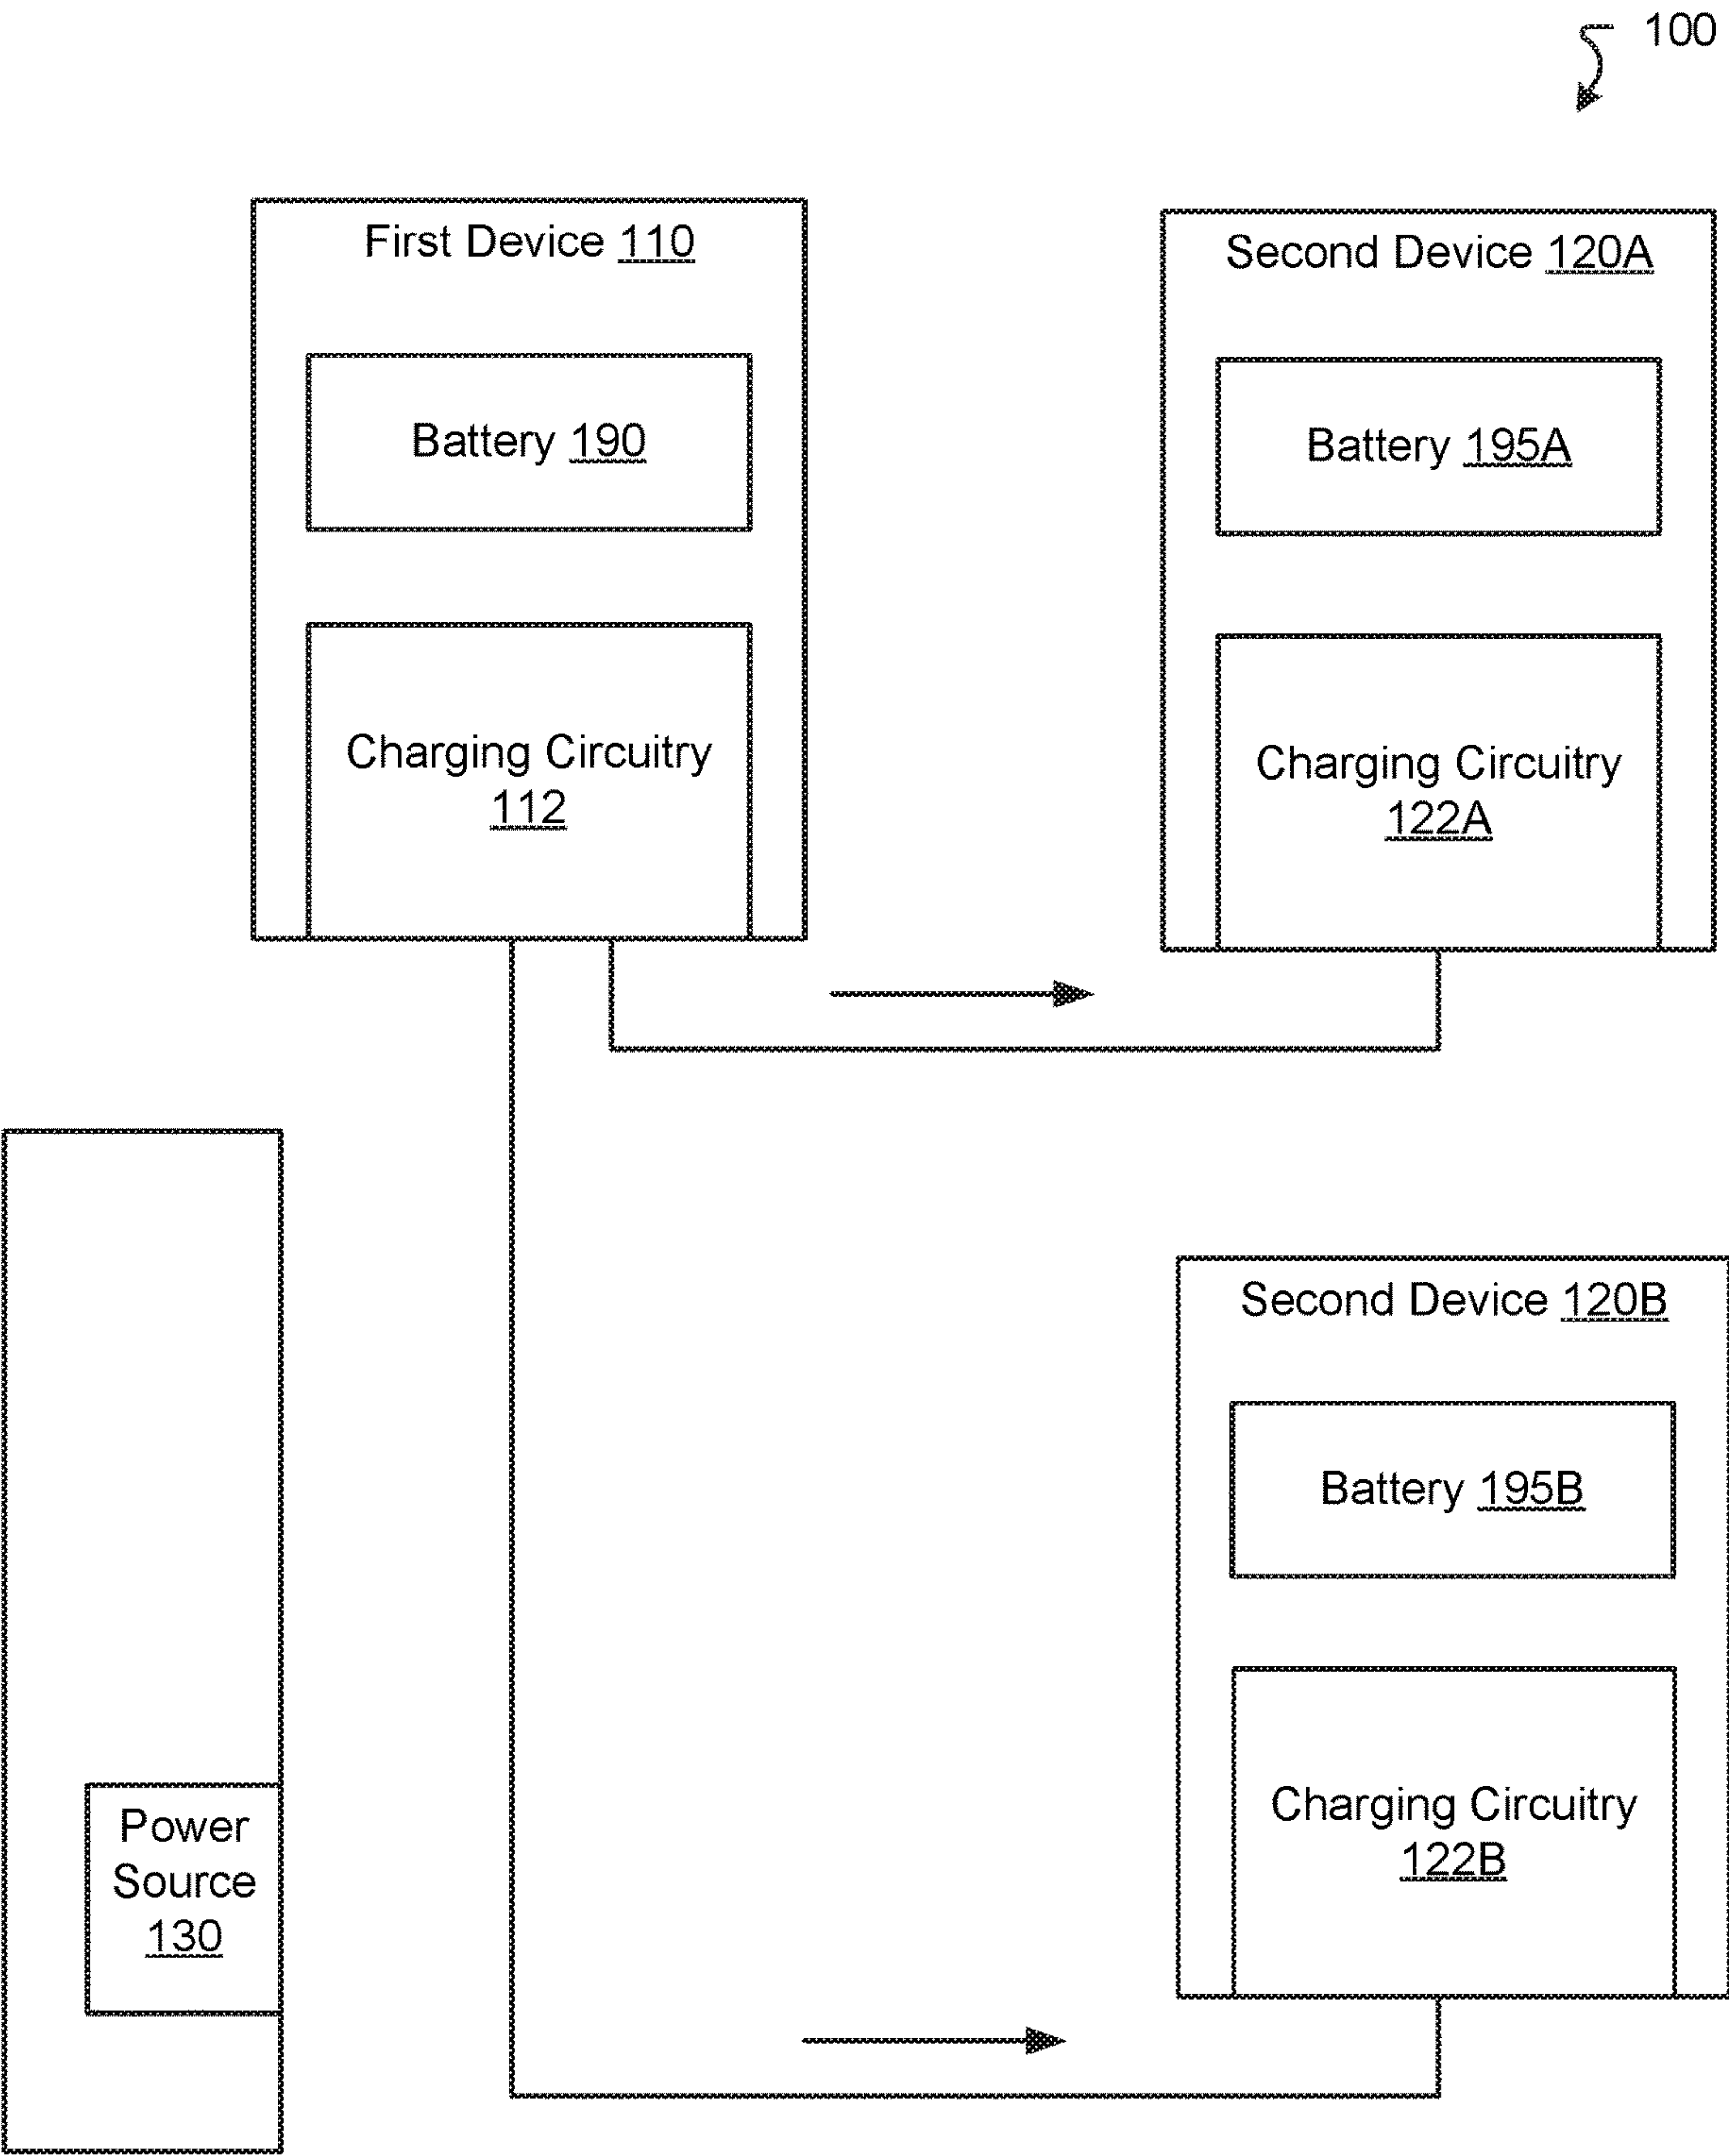 100
First Device 110
Battery 190
Charging Circuitry
112
Second Device 120A
Battery 195A
Charging Circuitry
122A
Power
Source
130
Second Device 120B
Battery 195B
Charging Circuitry
122B